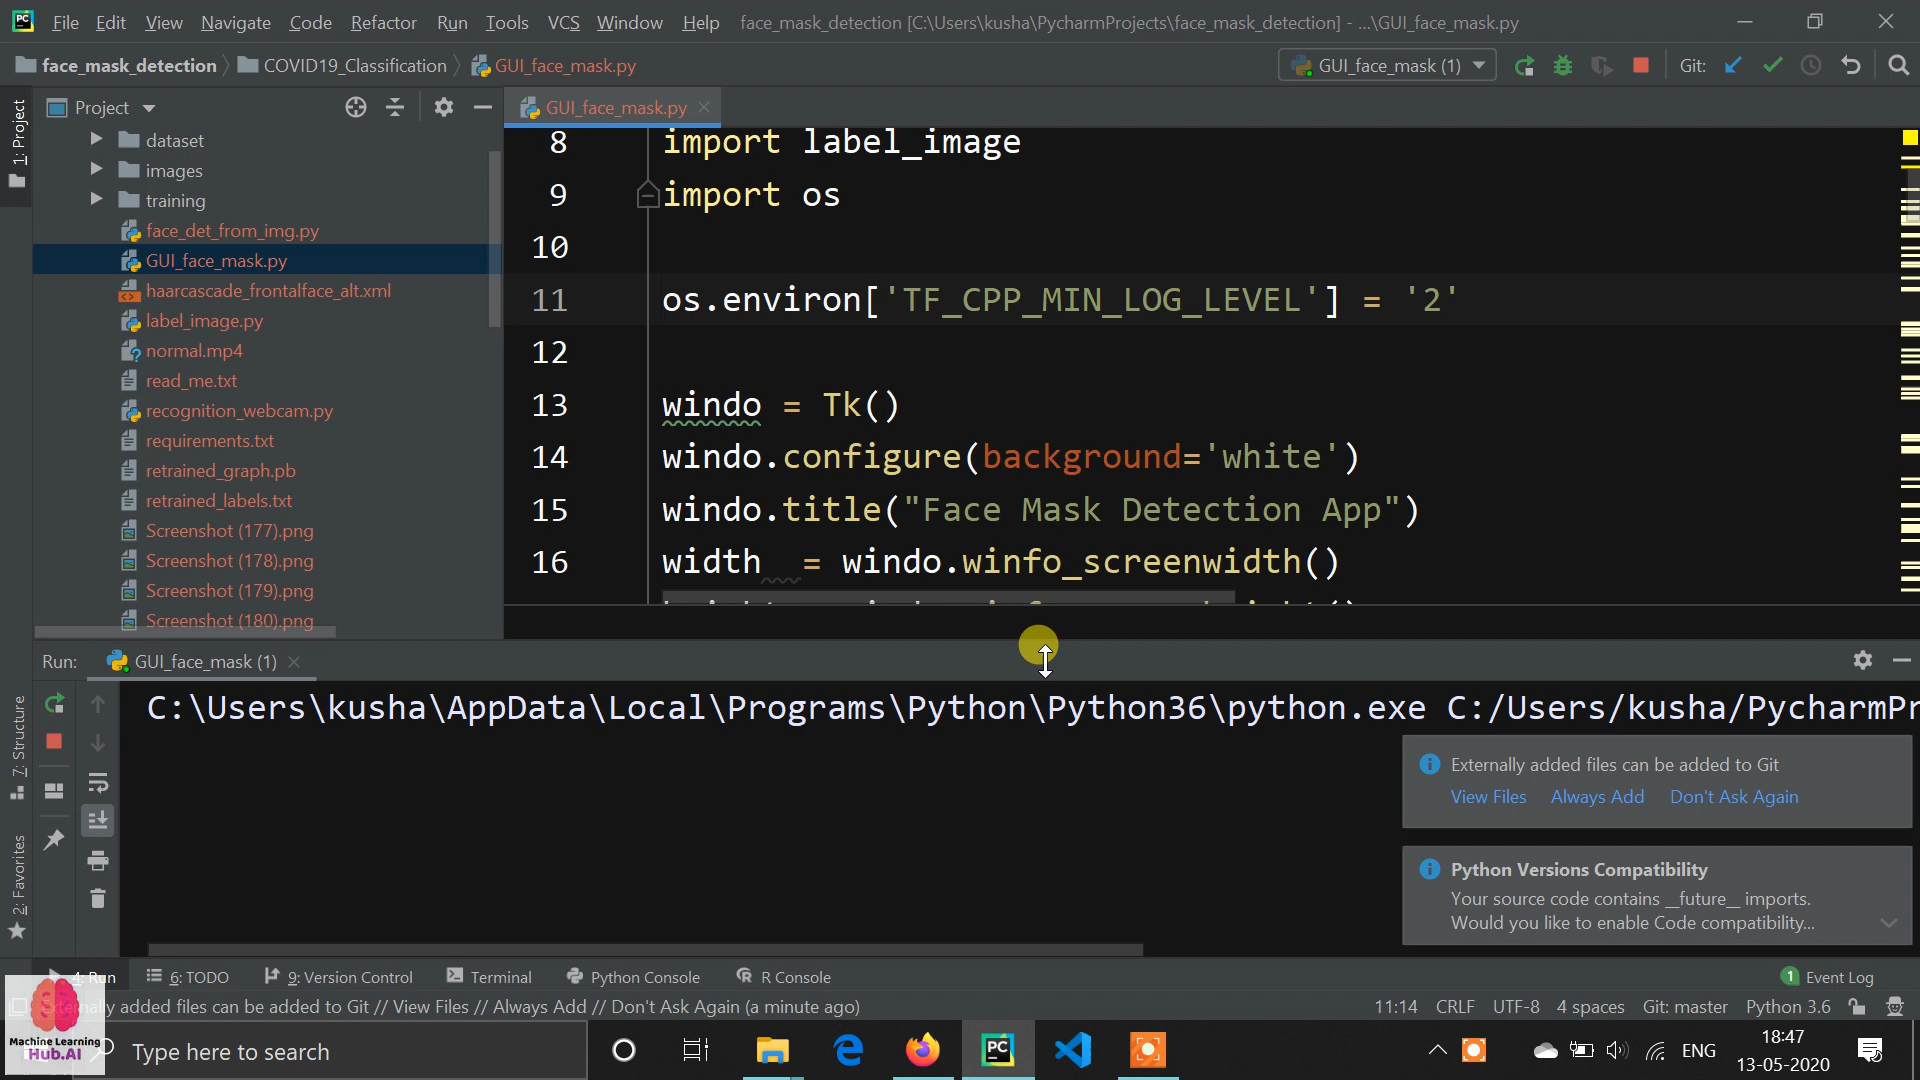 File Edit View Navigate Code Refactor Run Tools VCS Window Help face_mask_detection [C:\Users\kusha\PycharmProjects\face_mask_detection] - ...\GUI_face_mask.py
face_mask_detection COVID19_Classification GUI_face_mask.py GUI_face_mask (1) Git:
Project GUI_face_mask.py
1: Project
dataset
images
training
face_det_from_img.py
GUI_face_mask.py
haarcascade_frontalface_alt.xml
label_image.py
normal.mp4
read_me.txt
recognition_webcam.py
requirements.txt
retrained_graph.pb
retrained_labels.txt
Screenshot (177).png
Screenshot (178).png
Screenshot (179).png
Screenshot (180).png
8 import label_image
9 import os
10
11 os.environ['TF_CPP_MIN_LOG_LEVEL'] = '2'
12
13 windo = Tk()
14 windo.configure(background='white')
15 windo.title("Face Mask Detection App")
16 width = windo.winfo_screenwidth()
Run: GUI_face_mask (1)
C:\Users\kusha\AppData\Local\Programs\Python\Python36\python.exe C:/Users/kusha/PycharmPr
7: Structure
2: Favorites
Externally added files can be added to Git
View Files Always Add Don't Ask Again
Python Versions Compatibility
Your source code contains __future__ imports.
Would you like to enable Code compatibility...
4: Run 6: TODO 9: Version Control Terminal Python Console R Console 1 Event Log
ally added files can be added to Git // View Files // Always Add // Don't Ask Again (a minute ago) 11:14 CRLF UTF-8 4 spaces Git: master Python 3.6
Machine Learning
HUB.AI
Type here to search
ENG
18:47
13-05-2020